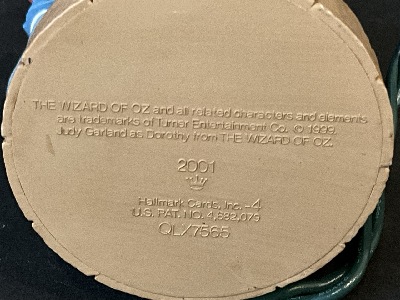 THE WIZARD OF OZ and all related characters and elements
are trademarks of Turner Entertainment Co. © 1999.
Judy Garland as Dorothy from THE WIZARD OF OZ.
2001
Hallmark Cards, Inc. -4
U.S. PAT. NO. 4,682,079
QLX7565